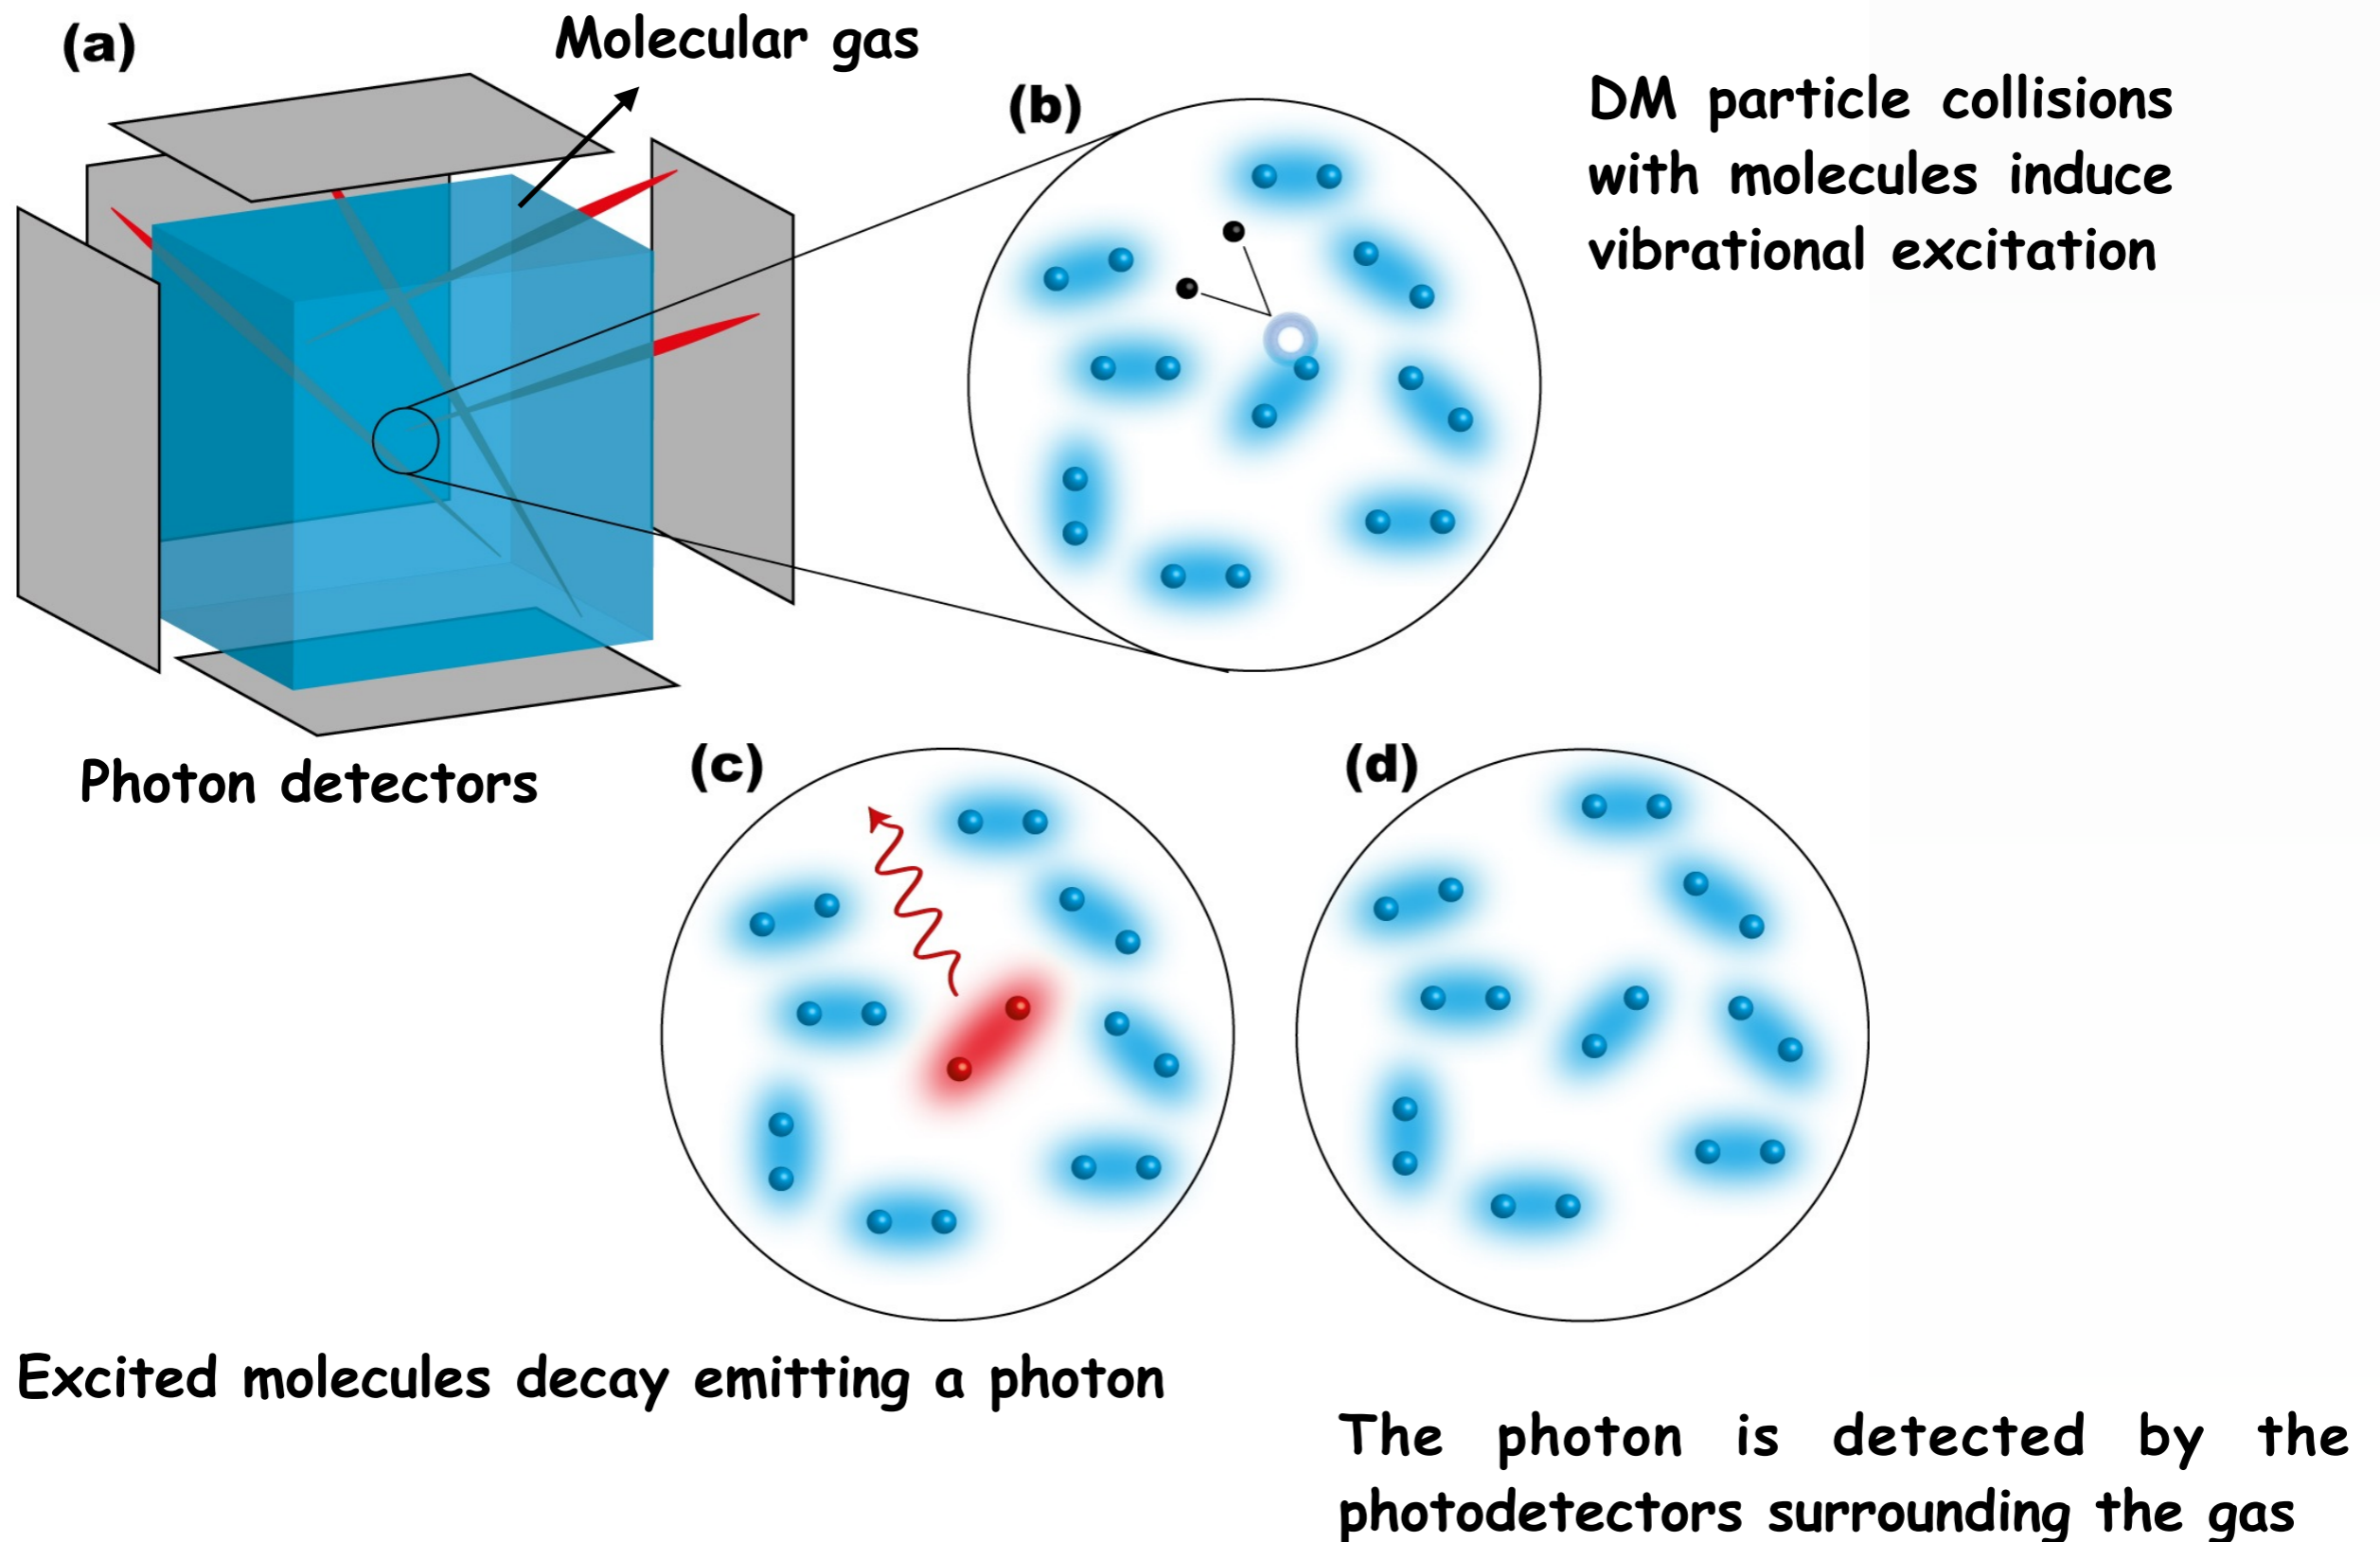 (a)
Molecular gas
(b)
DM particle collisions
with molecules induce
vibrational excitation
Photon detectors
(c)
(d)
Excited molecules decay emitting a photon
The photon is detected by the
photodetectors surrounding the gas